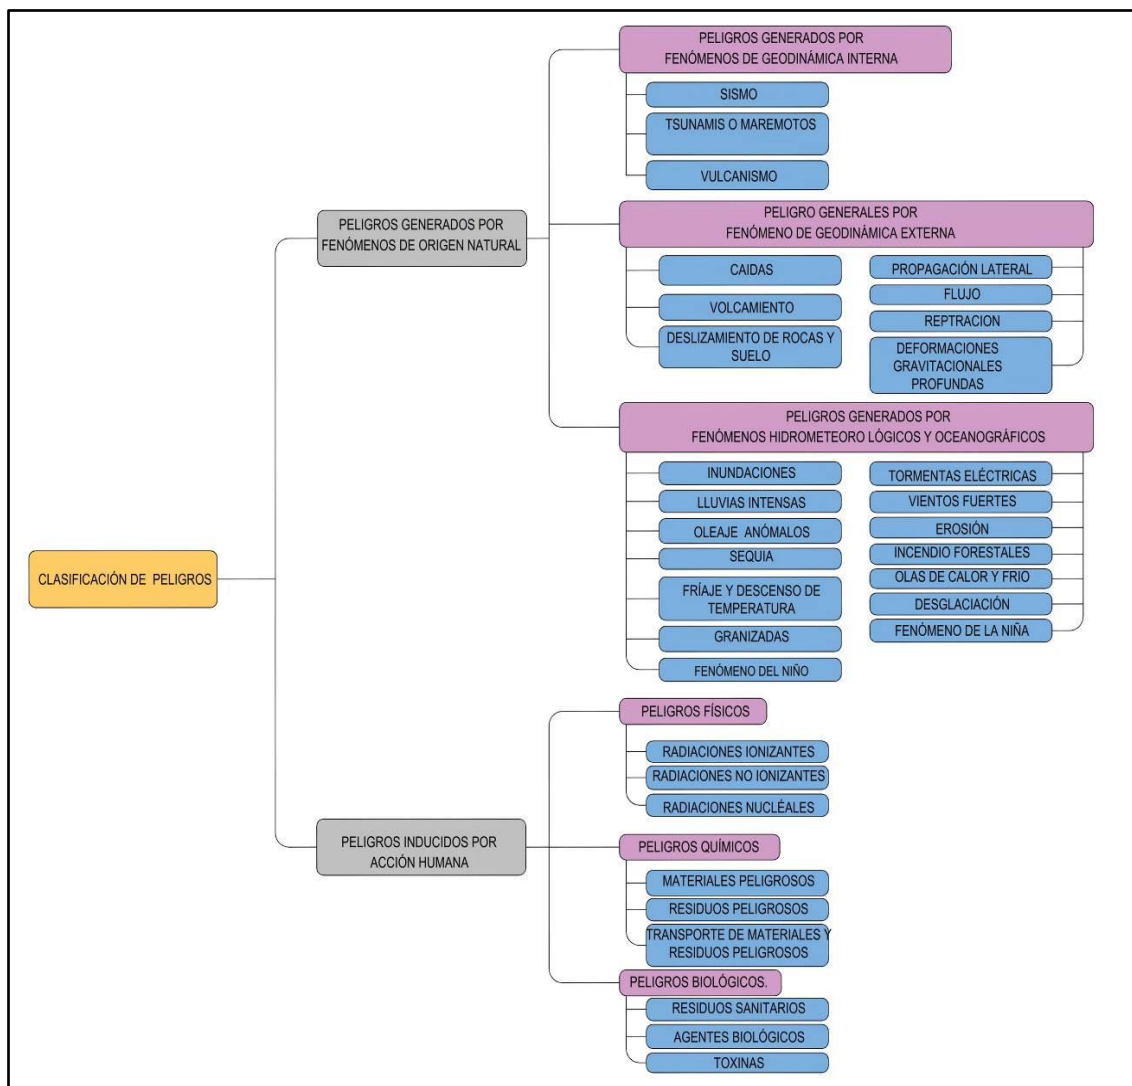 CLASIFICACIÓN DE PELIGROS
PELIGROS GENERADOS POR
FENÓMENOS DE ORIGEN NATURAL
PELIGROS GENERADOS POR
FENÓMENOS DE GEODINÁMICA INTERNA
SISMO
TSUNAMIS O MAREMOTOS
VULCANISMO
PELIGRO GENERALES POR
FENÓMENO DE GEODINÁMICA EXTERNA
CAIDAS
VOLCAMIENTO
DESLIZAMIENTO DE ROCAS Y
SUELO
PROPAGACIÓN LATERAL
FLUJO
REPTRACION
DEFORMACIONES
GRAVITACIONALES
PROFUNDAS
PELIGROS GENERADOS POR
FENÓMENOS HIDROMETEORO LÓGICOS Y OCEANOGRÁFICOS
INUNDACIONES
LLUVIAS INTENSAS
OLEAJE ANÓMALOS
SEQUIA
FRÍAJE Y DESCENSO DE
TEMPERATURA
GRANIZADAS
FENÓMENO DEL NIÑO
TORMENTAS ELÉCTRICAS
VIENTOS FUERTES
EROSIÓN
INCENDIO FORESTALES
OLAS DE CALOR Y FRIO
DESGLACIACIÓN
FENÓMENO DE LA NIÑA
PELIGROS INDUCIDOS POR
ACCIÓN HUMANA
PELIGROS FÍSICOS
RADIACIONES IONIZANTES
RADIACIONES NO IONIZANTES
RADIACIONES NUCLÉALES
PELIGROS QUÍMICOS
MATERIALES PELIGROSOS
RESIDUOS PELIGROSOS
TRANSPORTE DE MATERIALES Y
RESIDUOS PELIGROSOS
PELIGROS BIOLÓGICOS.
RESIDUOS SANITARIOS
AGENTES BIOLÓGICOS
TOXINAS